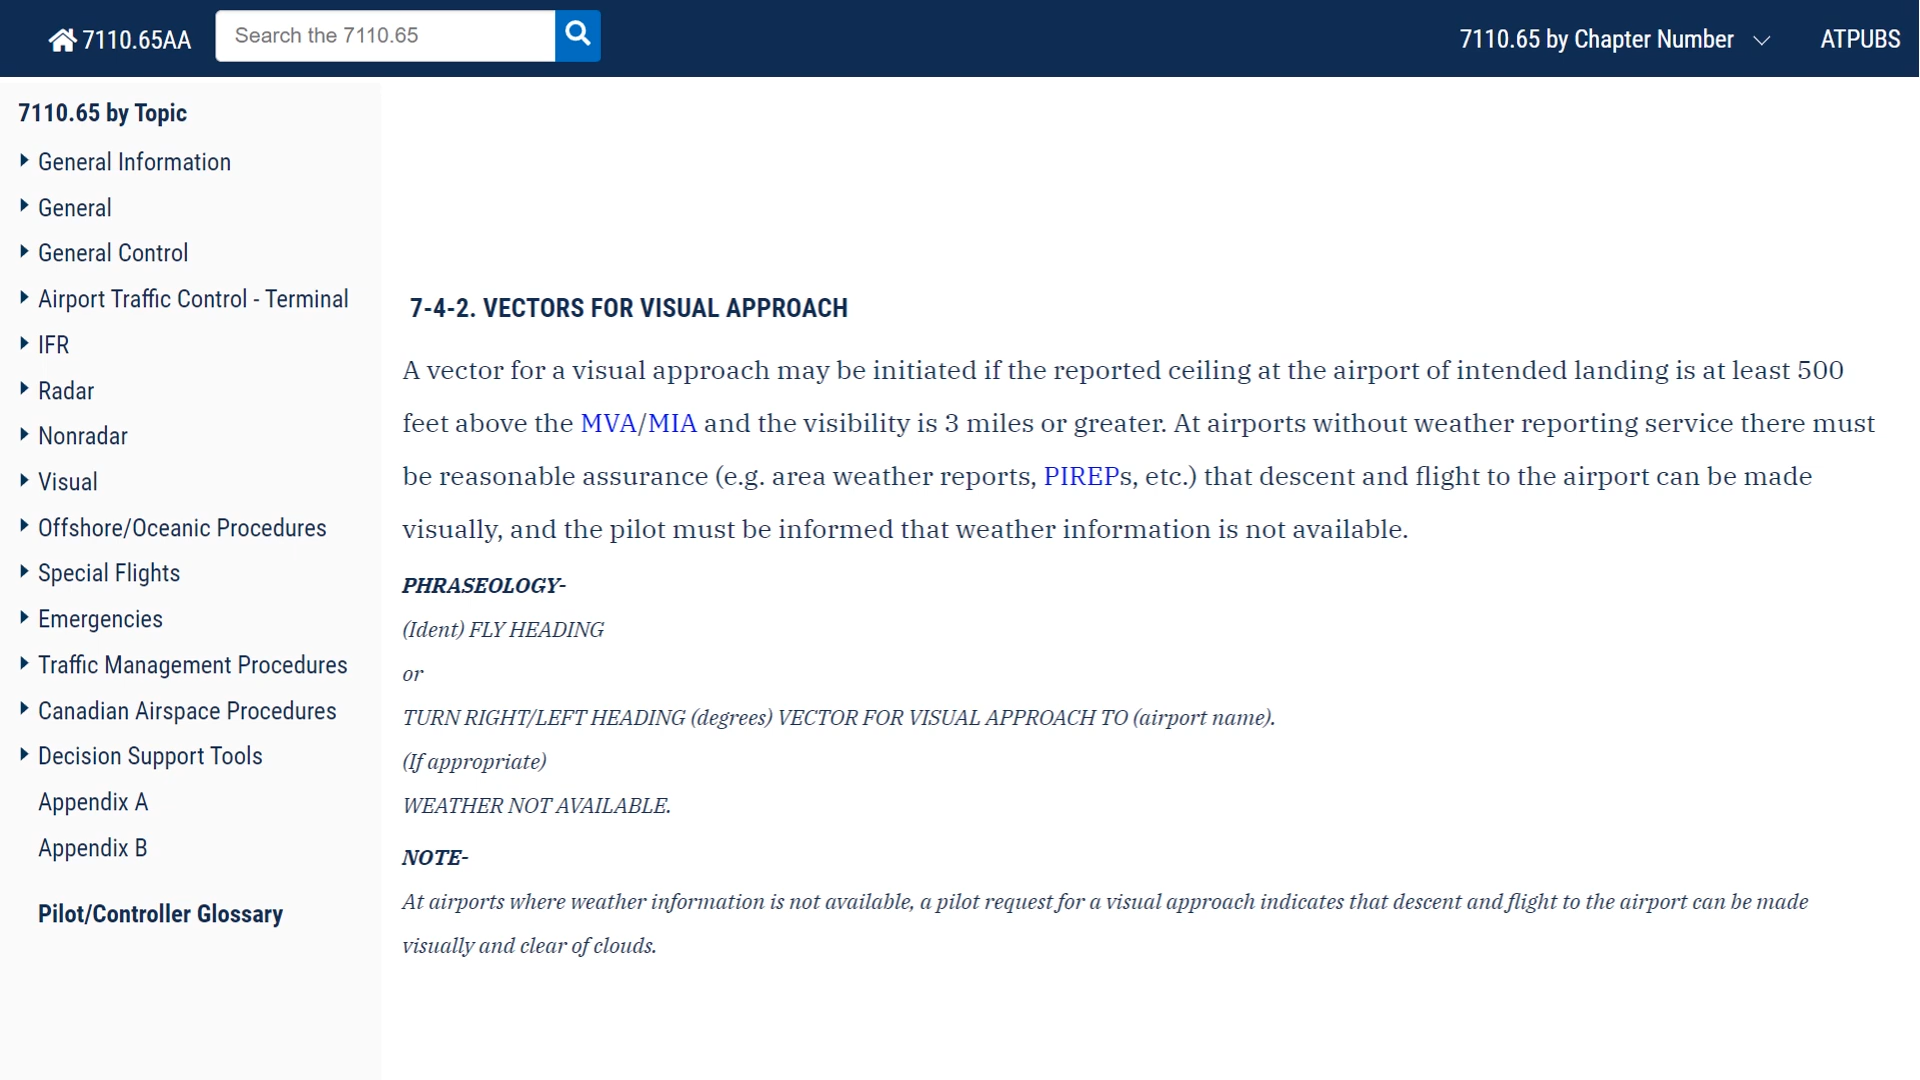 7110.65AA
Search the 7110.65
7110.65 by Chapter Number
ATPUBS
7110.65 by Topic
General Information
General
General Control
Airport Traffic Control - Terminal
IFR
Radar
Nonradar
Visual
Offshore/Oceanic Procedures
Special Flights
Emergencies
Traffic Management Procedures
Canadian Airspace Procedures
Decision Support Tools
Appendix A
Appendix B
Pilot/Controller Glossary
7-4-2. VECTORS FOR VISUAL APPROACH
A vector for a visual approach may be initiated if the reported ceiling at the airport of intended landing is at least 500
feet above the MVA/MIA and the visibility is 3 miles or greater. At airports without weather reporting service there must
be reasonable assurance (e.g. area weather reports, PIREPs, etc.) that descent and flight to the airport can be made
visually, and the pilot must be informed that weather information is not available.
PHRASEOLOGY-
(Ident) FLY HEADING
or
TURN RIGHT/LEFT HEADING (degrees) VECTOR FOR VISUAL APPROACH TO (airport name).
(If appropriate)
WEATHER NOT AVAILABLE.
NOTE-
At airports where weather information is not available, a pilot request for a visual approach indicates that descent and flight to the airport can be made
visually and clear of clouds.